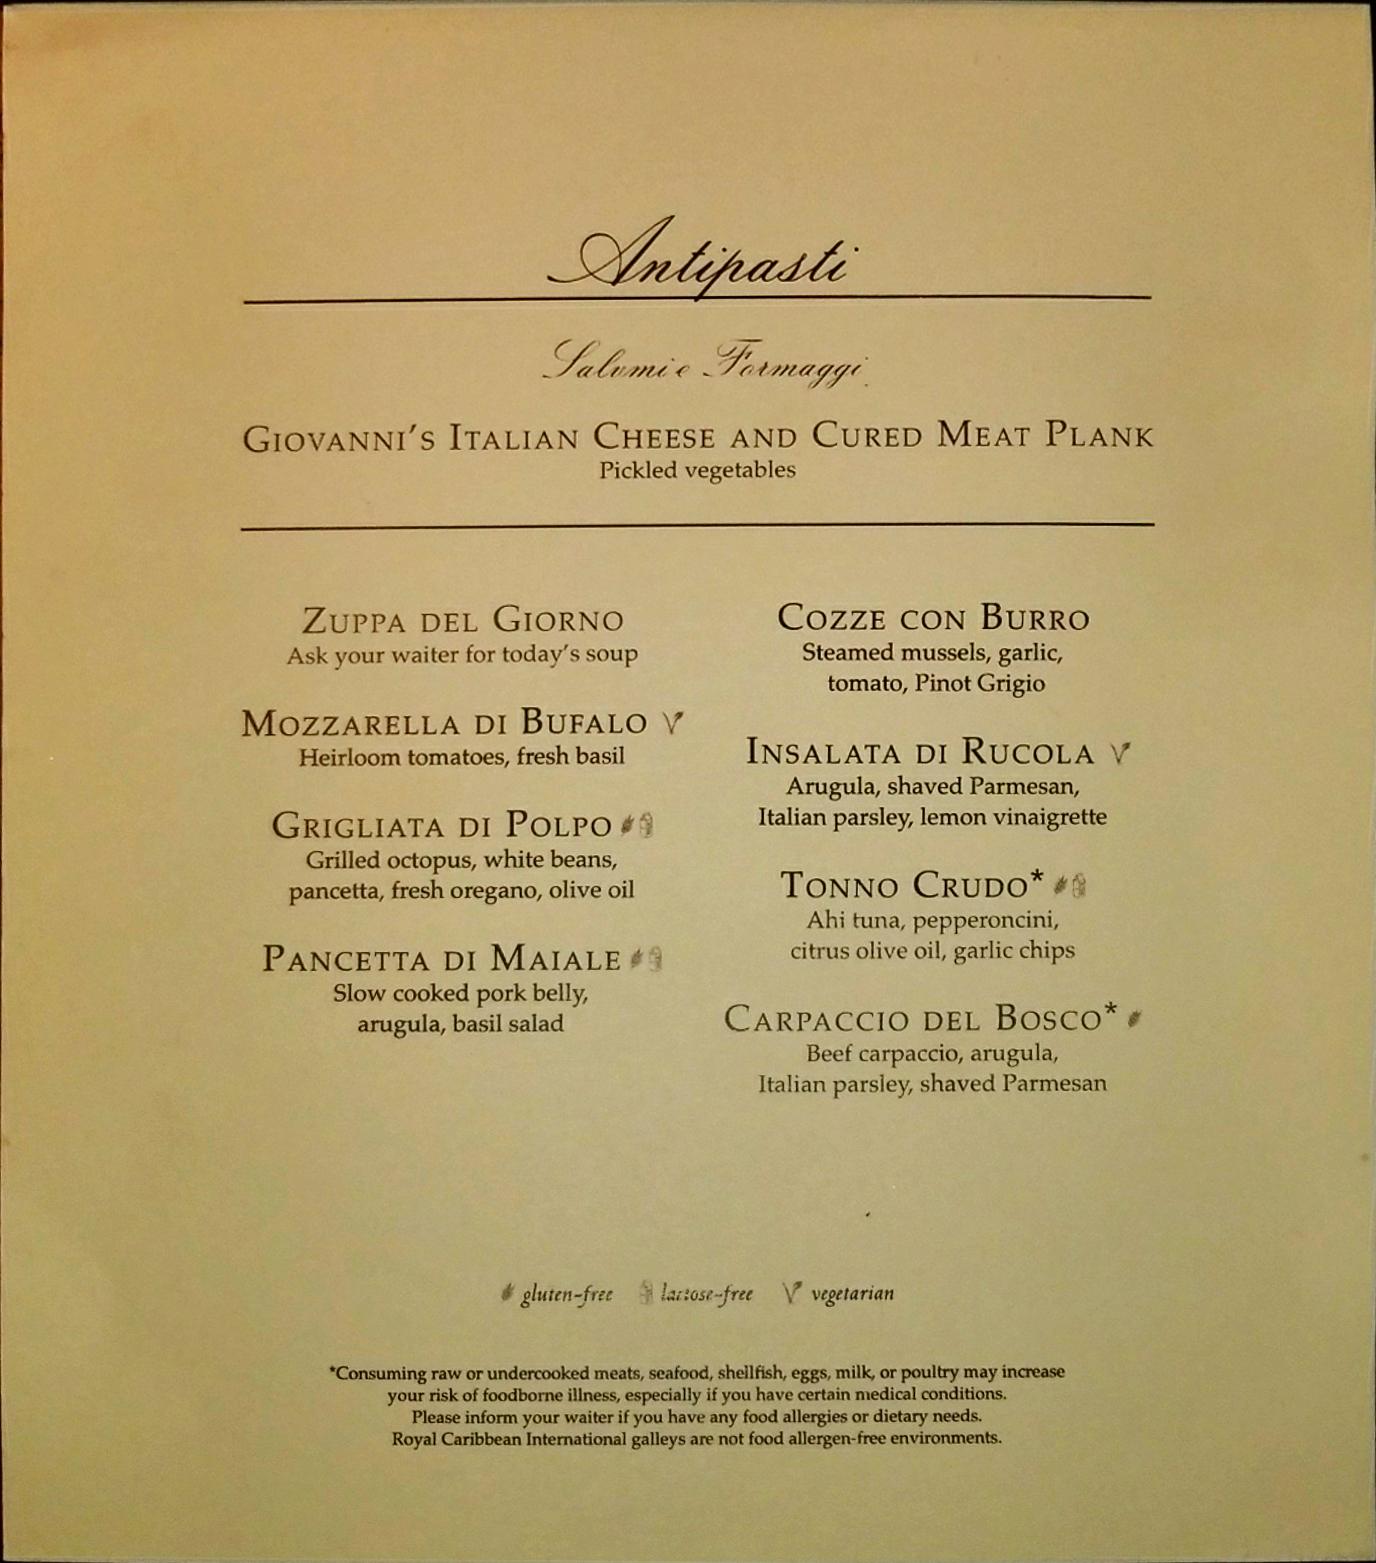 Antipasti
Salumi e Formaggi
Giovanni's Italian Cheese and Cured Meat Plank
Pickled vegetables
Zuppa del Giorno
Ask your waiter for today's soup
Mozzarella di Bufalo
Heirloom tomatoes, fresh basil
Grigliata di Polpo
Grilled octopus, white beans,
pancetta, fresh oregano, olive oil
Pancetta di Maiale
Slow cooked pork belly,
arugula, basil salad
Cozze con Burro
Steamed mussels, garlic,
tomato, Pinot Grigio
Insalata di Rucola
Arugula, shaved Parmesan,
Italian parsley, lemon vinaigrette
Tonno Crudo*
Ahi tuna, pepperoncini,
citrus olive oil, garlic chips
Carpaccio del Bosco*
Beef carpaccio, arugula,
Italian parsley, shaved Parmesan
gluten-free lactose-free vegetarian
*Consuming raw or undercooked meats, seafood, shellfish, eggs, milk, or poultry may increase
your risk of foodborne illness, especially if you have certain medical conditions.
Please inform your waiter if you have any food allergies or dietary needs.
Royal Caribbean International galleys are not food allergen-free environments.